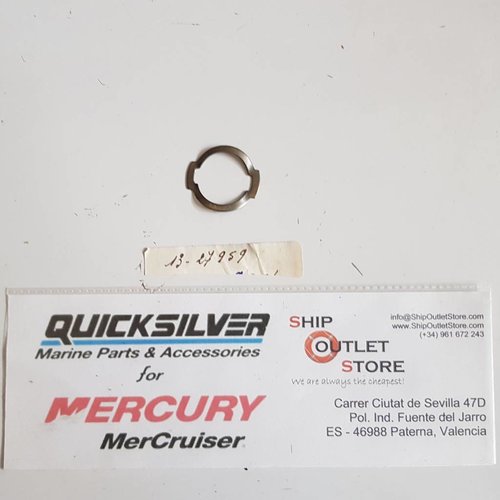 13-27959
QUICKSILVER
Marine Parts & Accessories
for
MERCURY
MerCruiser
SHIP
OUTLET
STORE
We are always the cheapest!
info@ShipOutletStore.com
www.ShipOutletStore.com
(+34) 961 672 243
Carrer Ciutat de Sevilla 47D
Pol. Ind. Fuente del Jarro
ES - 46988 Paterna, Valencia